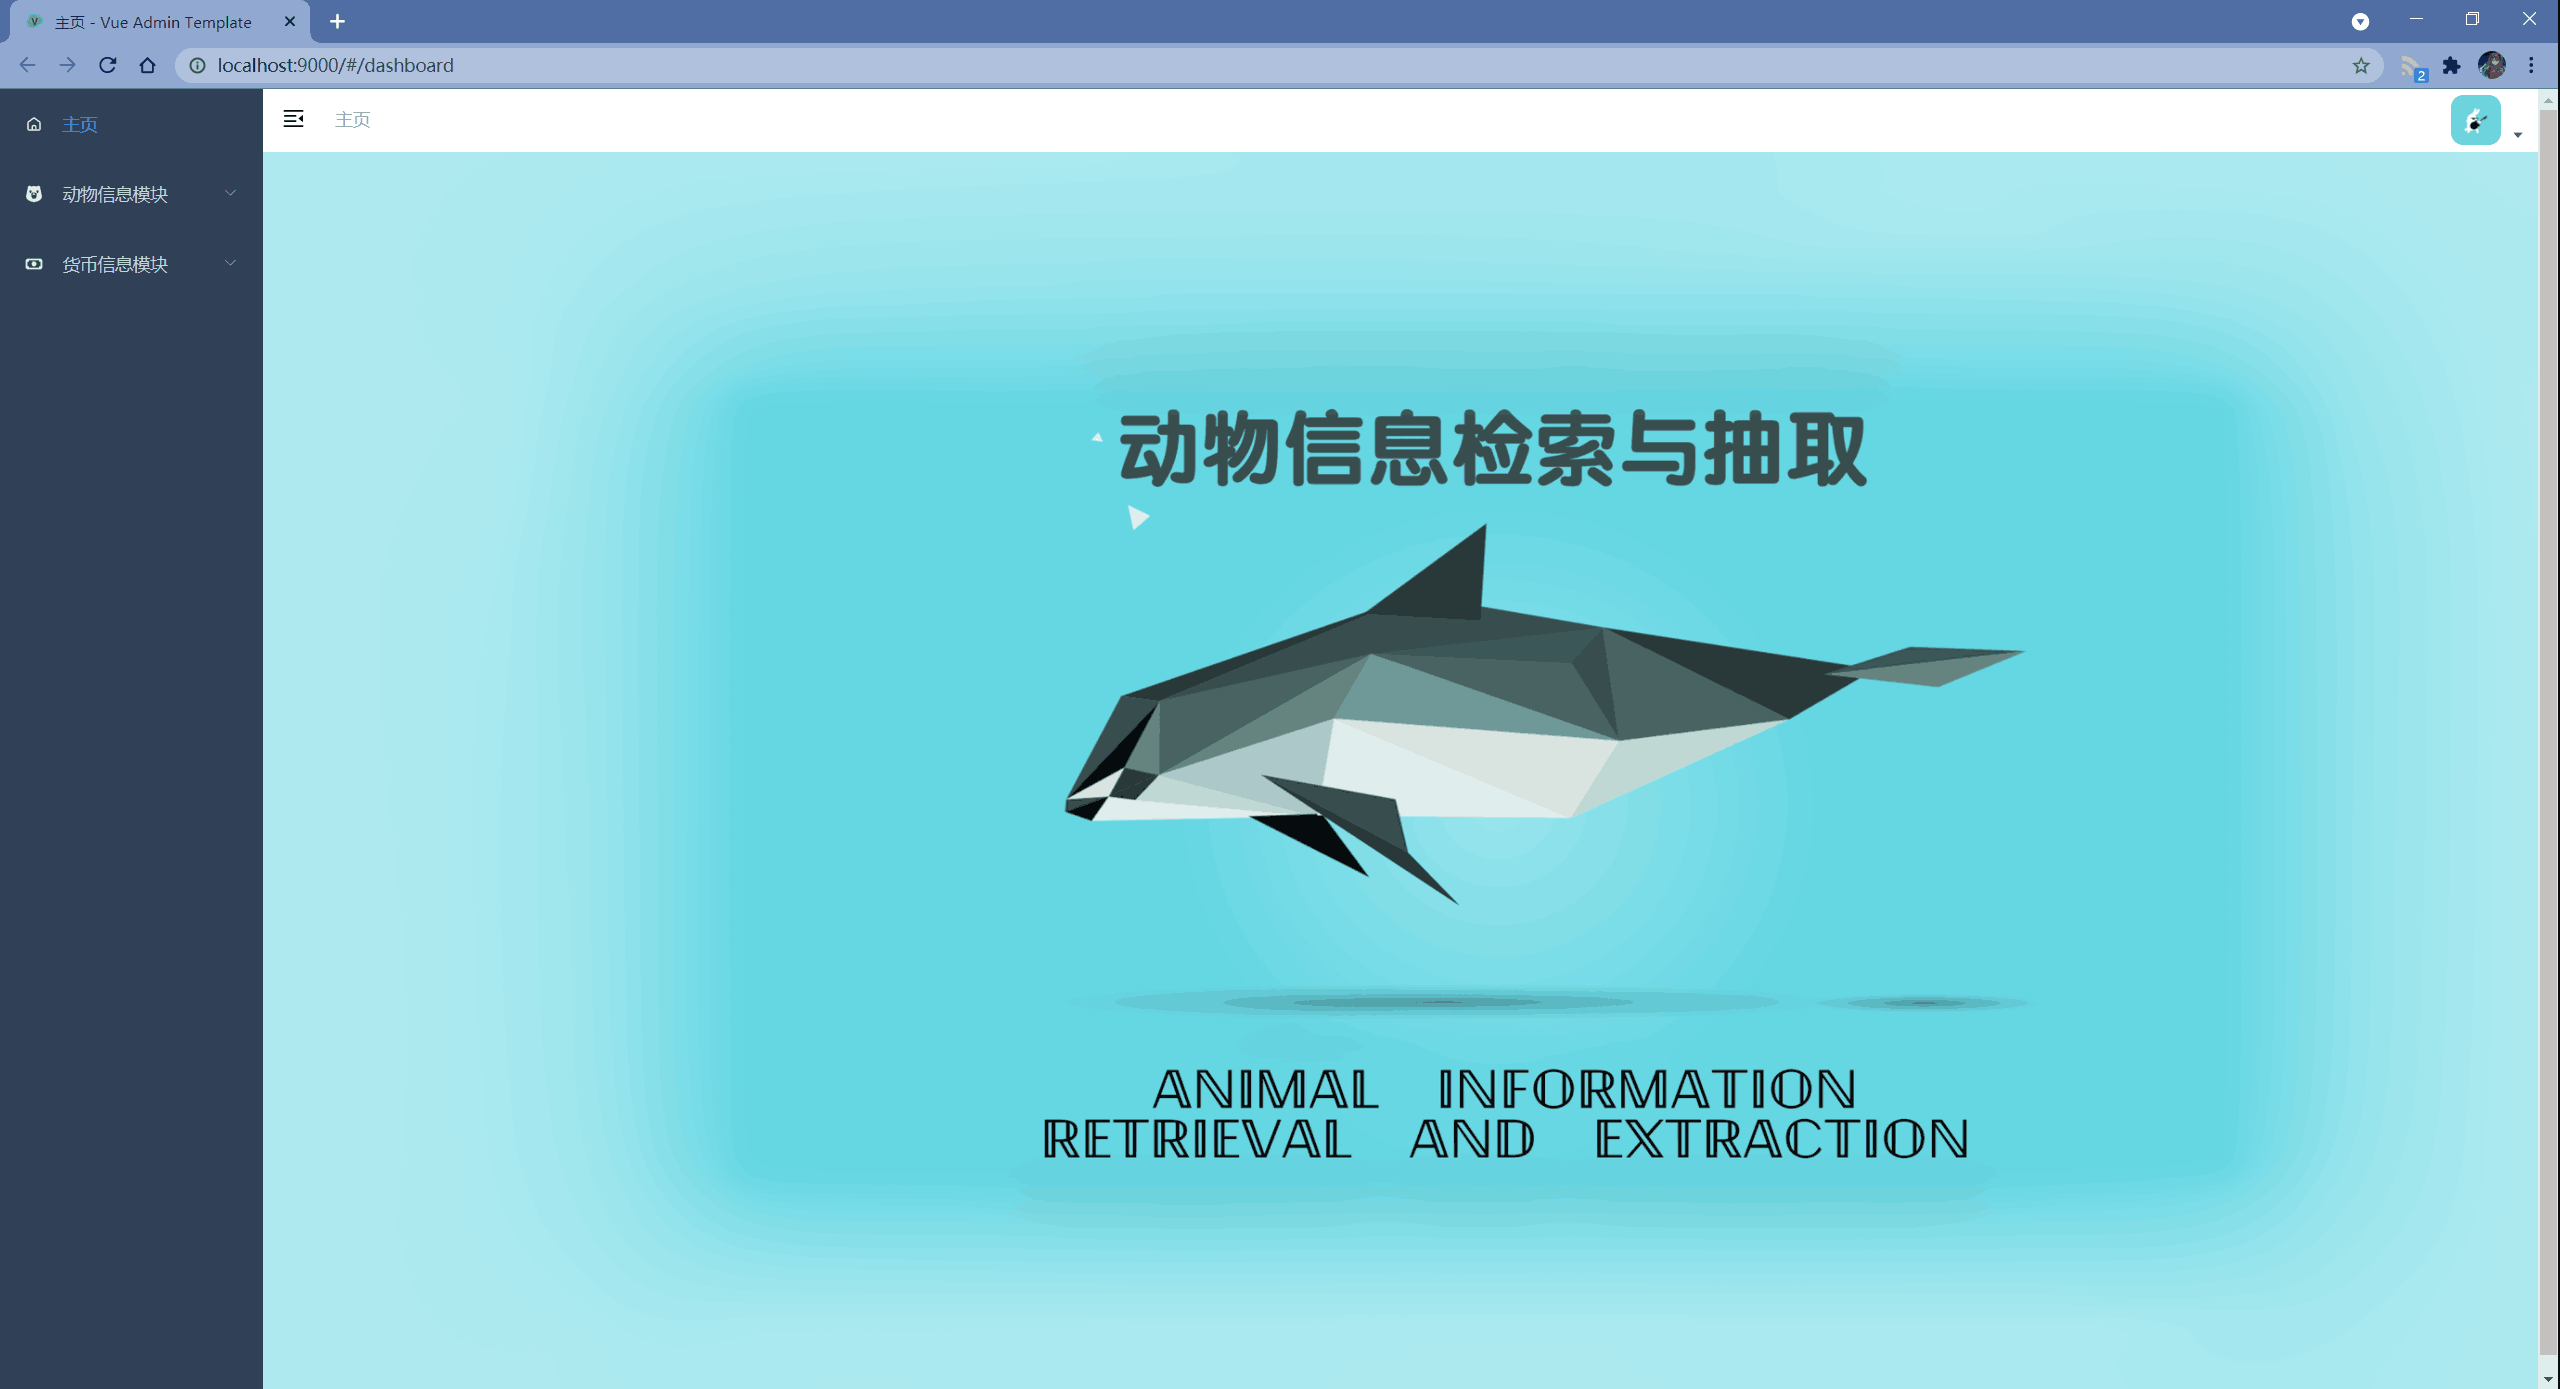 主页 - Vue Admin Template
localhost:9000/#/dashboard
2
主页
动物信息模块
货币信息模块
主页
动物信息检索与抽取
ANIMAL INFORMATION
RETRIEVAL AND EXTRACTION